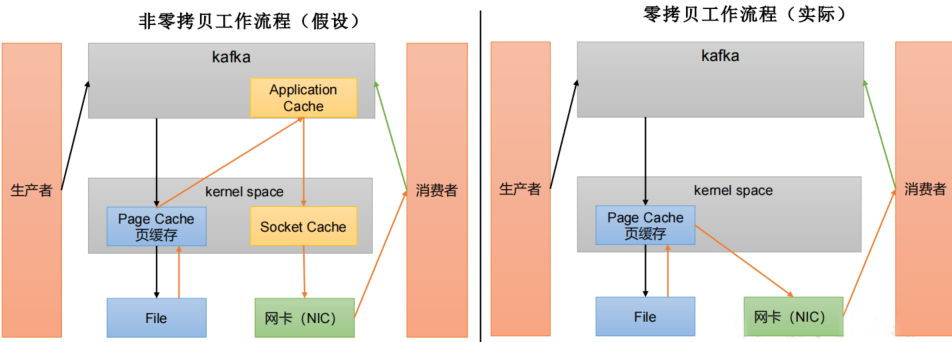 非零拷贝工作流程（假设）
kafka
Application
Cache
生产者
kernel space
消费者
Page Cache
页缓存
Socket Cache
File
网卡（NIC）
零拷贝工作流程（实际）
kafka
生产者
kernel space
消费者
Page Cache
页缓存
File
网卡（NIC）